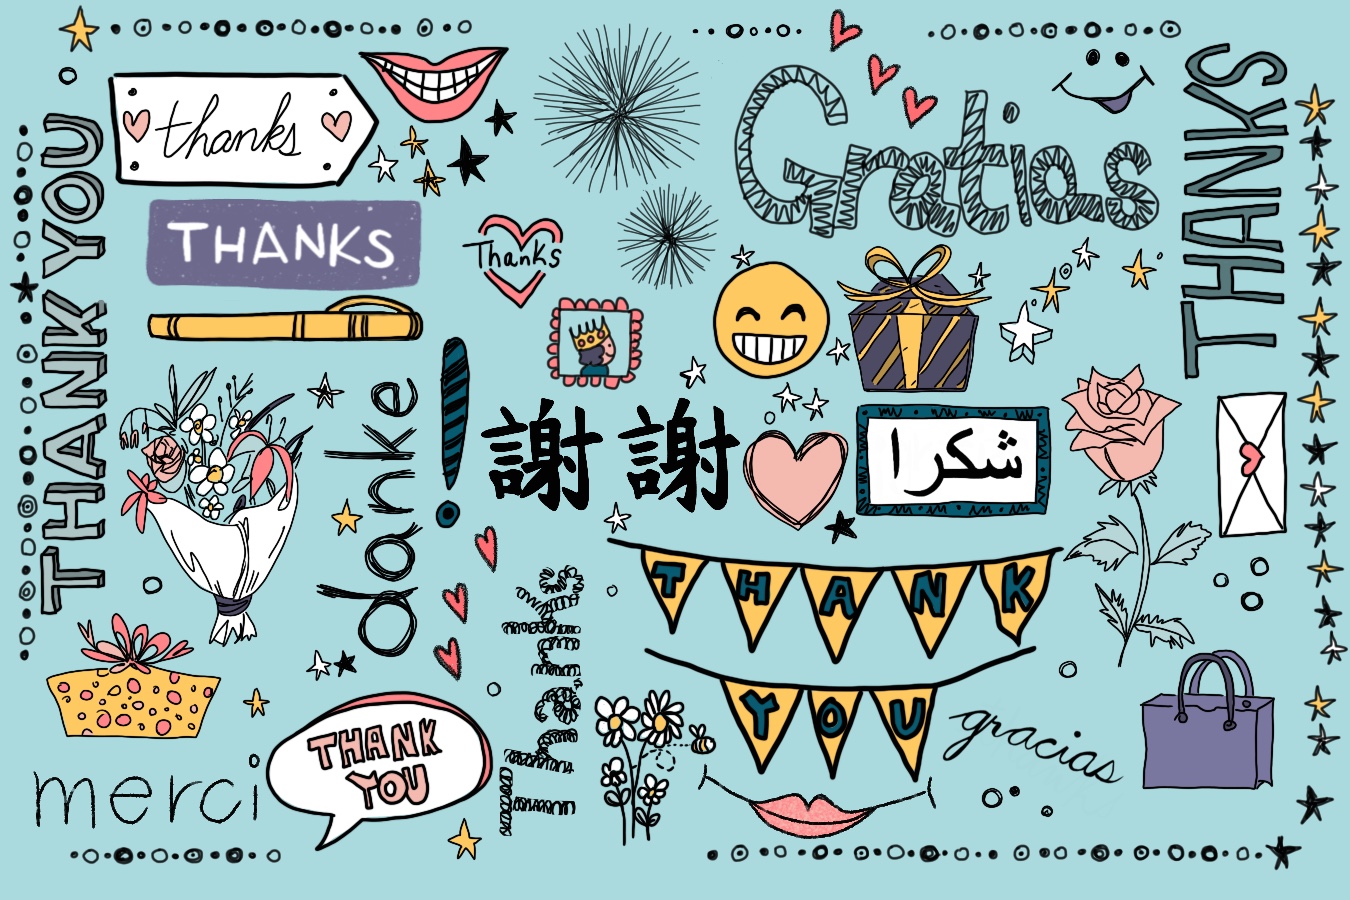 THANK YOU
thanks
THANKS
Thanks
Gratias
THANKS
danke!
謝謝
شكرا
THANK
YOU
Thanks
gracias
merci
THANK
YOU